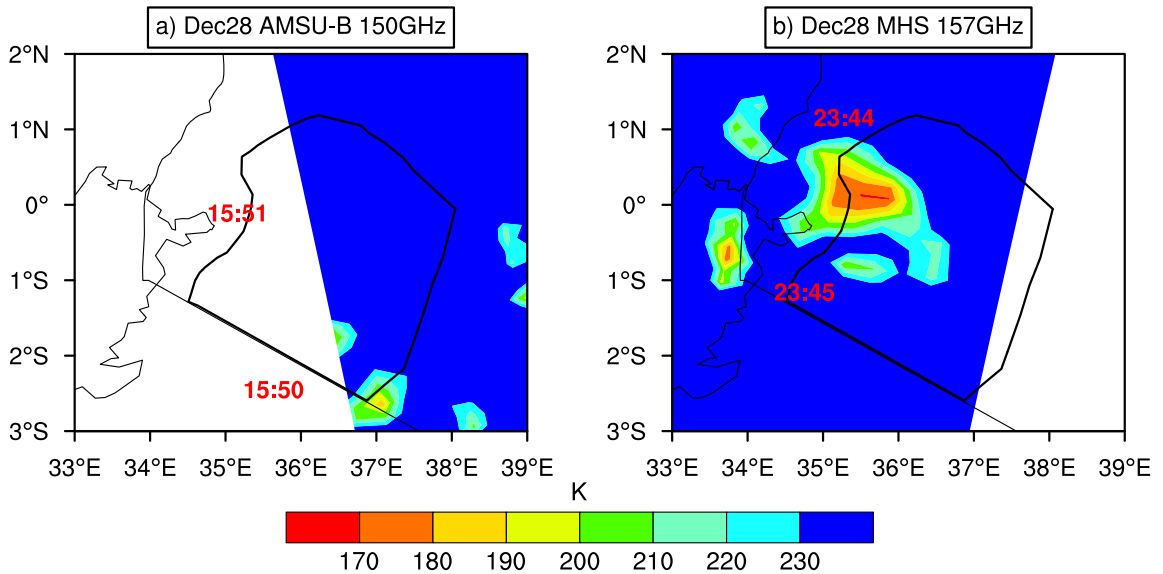 a) Dec28 AMSU-B 150GHz
b) Dec28 MHS 157GHz
2°N
1°N
0°
1°S
2°S
3°S
15:51
15:50
33°E 34°E 35°E 36°E 37°E 38°E 39°E
2°N
1°N
0°
1°S
2°S
3°S
23:44
23:45
33°E 34°E 35°E 36°E 37°E 38°E 39°E
K
170 180 190 200 210 220 230